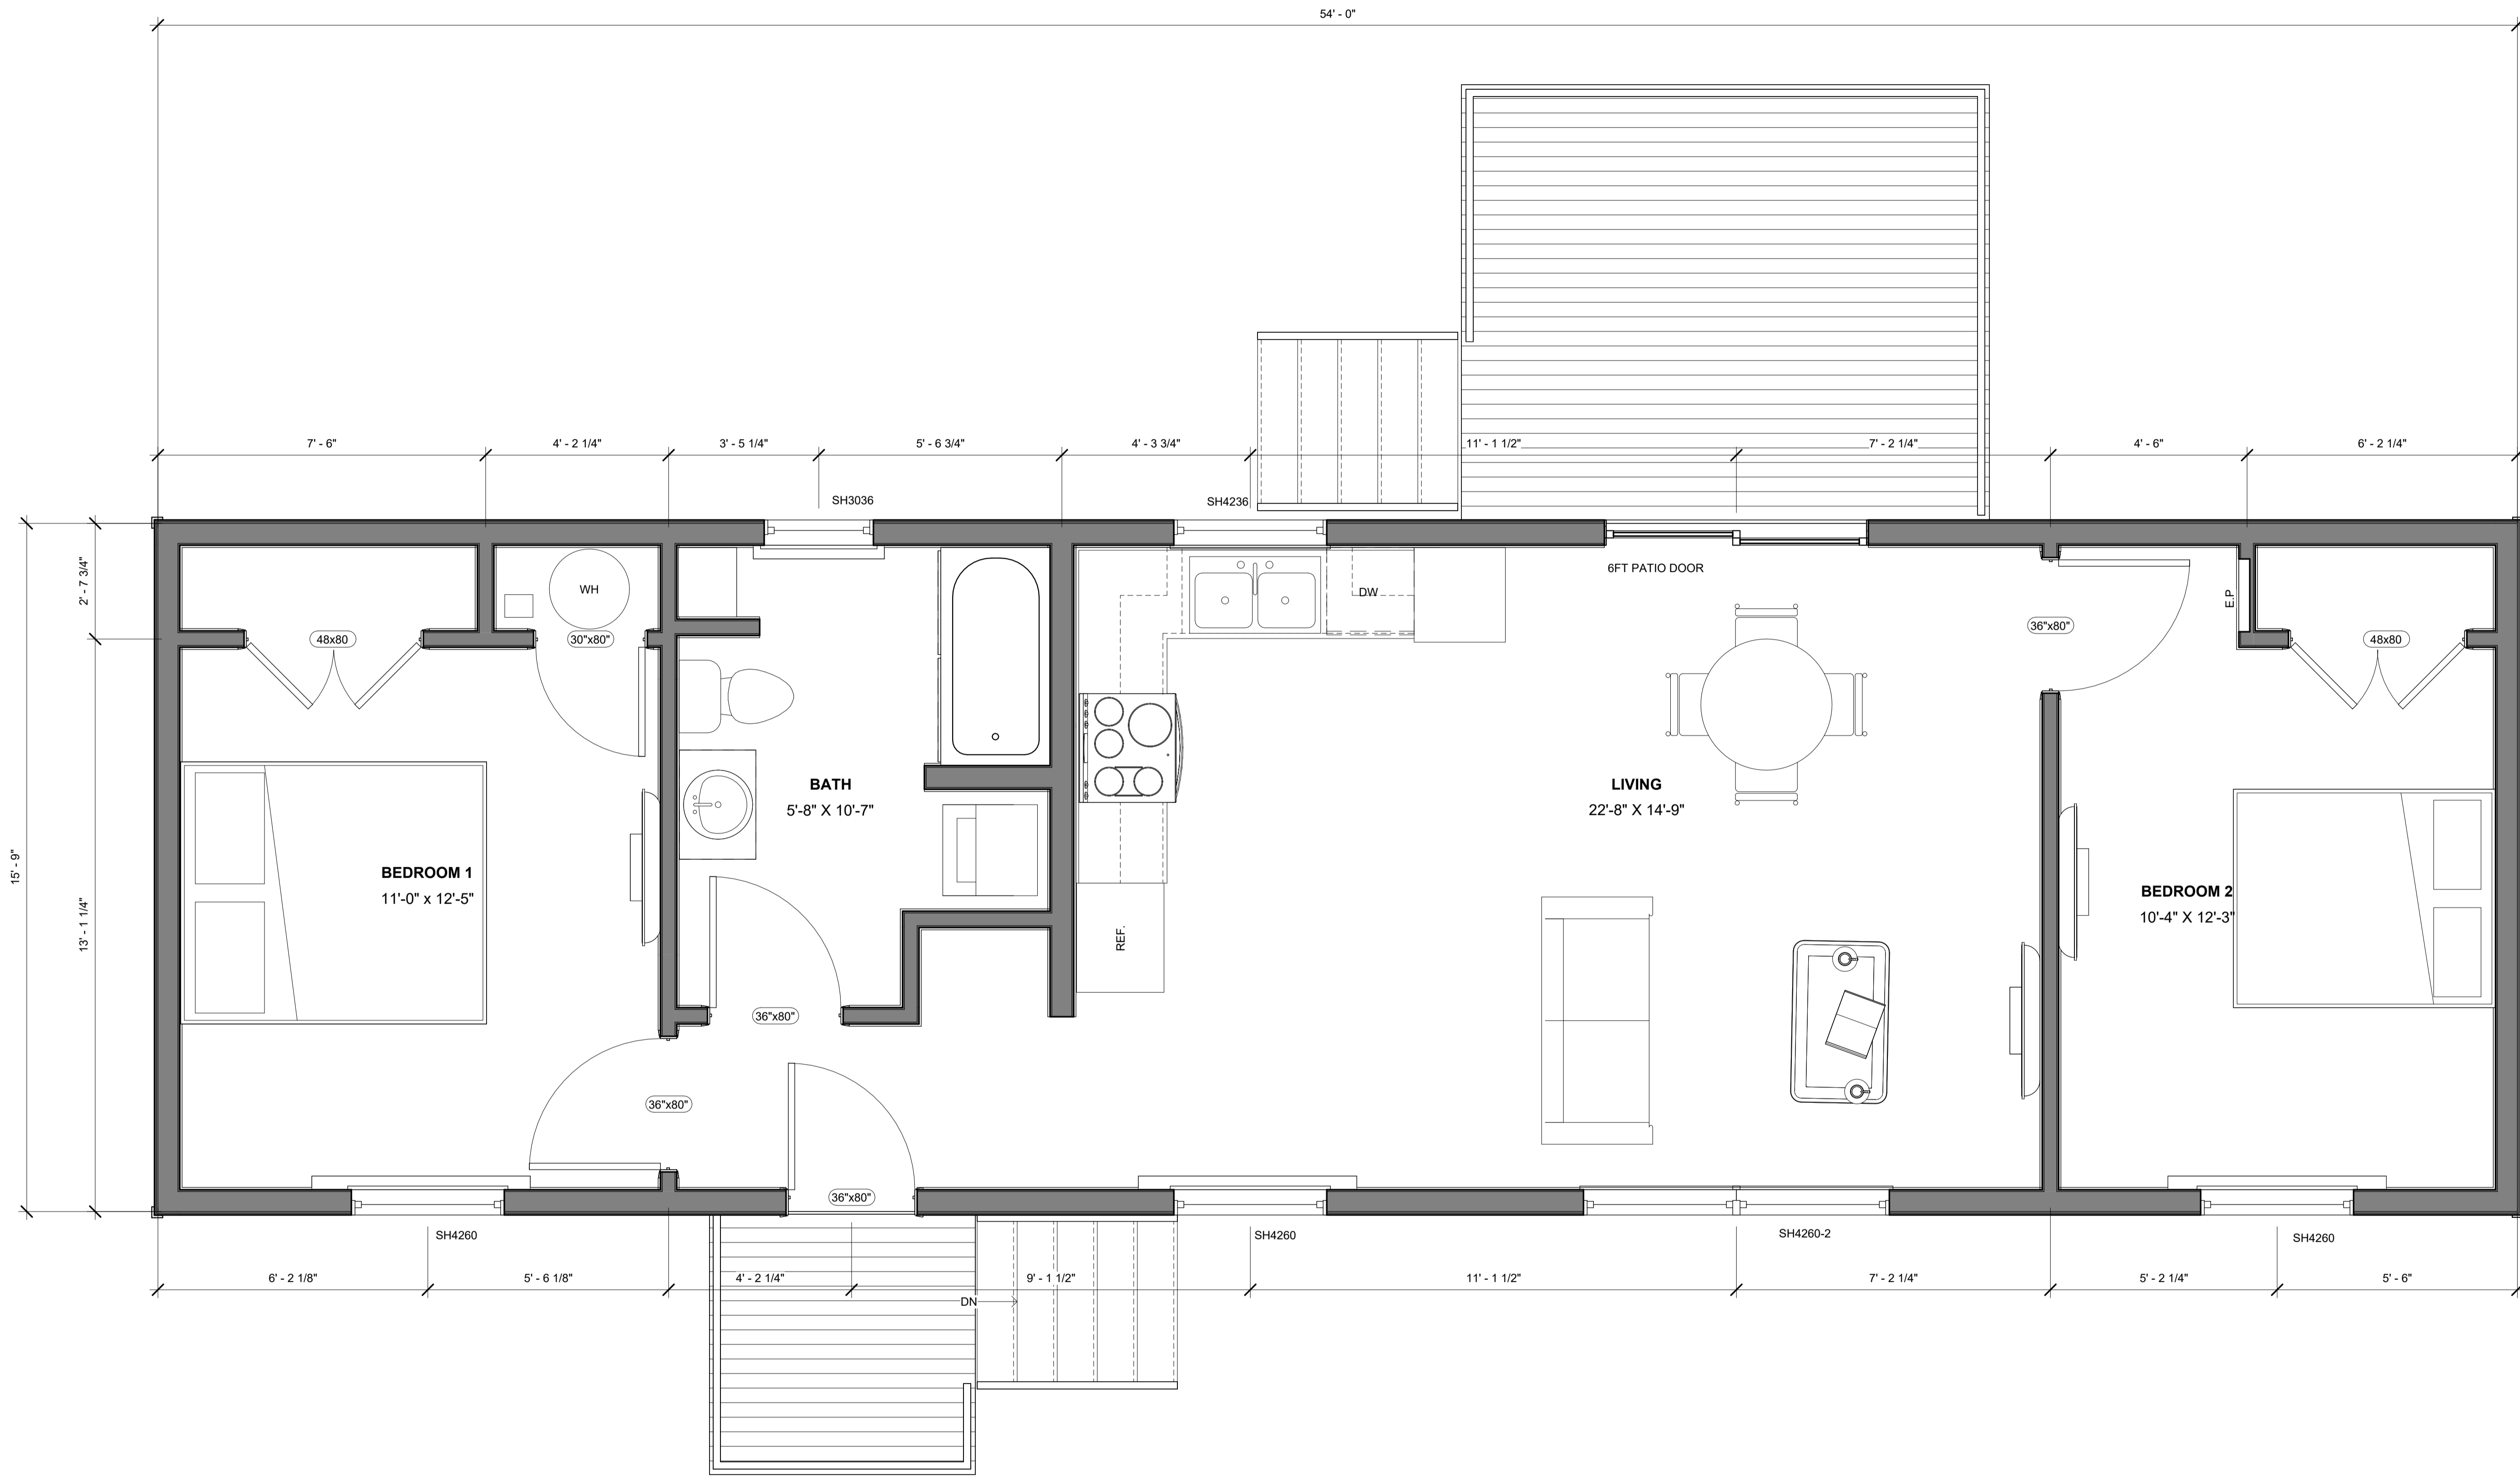 54' - 0"
7' - 6"
4' - 2 1/4"
3' - 5 1/4"
5' - 6 3/4"
4' - 3 3/4"
11' - 1 1/2"
7' - 2 1/4"
4' - 6"
6' - 2 1/4"
SH3036
SH4236
6FT PATIO DOOR
2' - 7 3/4"
15' - 9"
13' - 1 1/4"
WH
DW
E.P
48x80
30"x80"
36"x80"
48x80
BATH
5'-8" X 10'-7"
LIVING
22'-8" X 14'-9"
BEDROOM 1
11'-0" x 12'-5"
BEDROOM 2
10'-4" X 12'-3"
REF.
36"x80"
36"x80"
36"x80"
SH4260
SH4260
SH4260-2
SH4260
6' - 2 1/8"
5' - 6 1/8"
4' - 2 1/4"
9' - 1 1/2"
11' - 1 1/2"
7' - 2 1/4"
5' - 2 1/4"
5' - 6"
DN